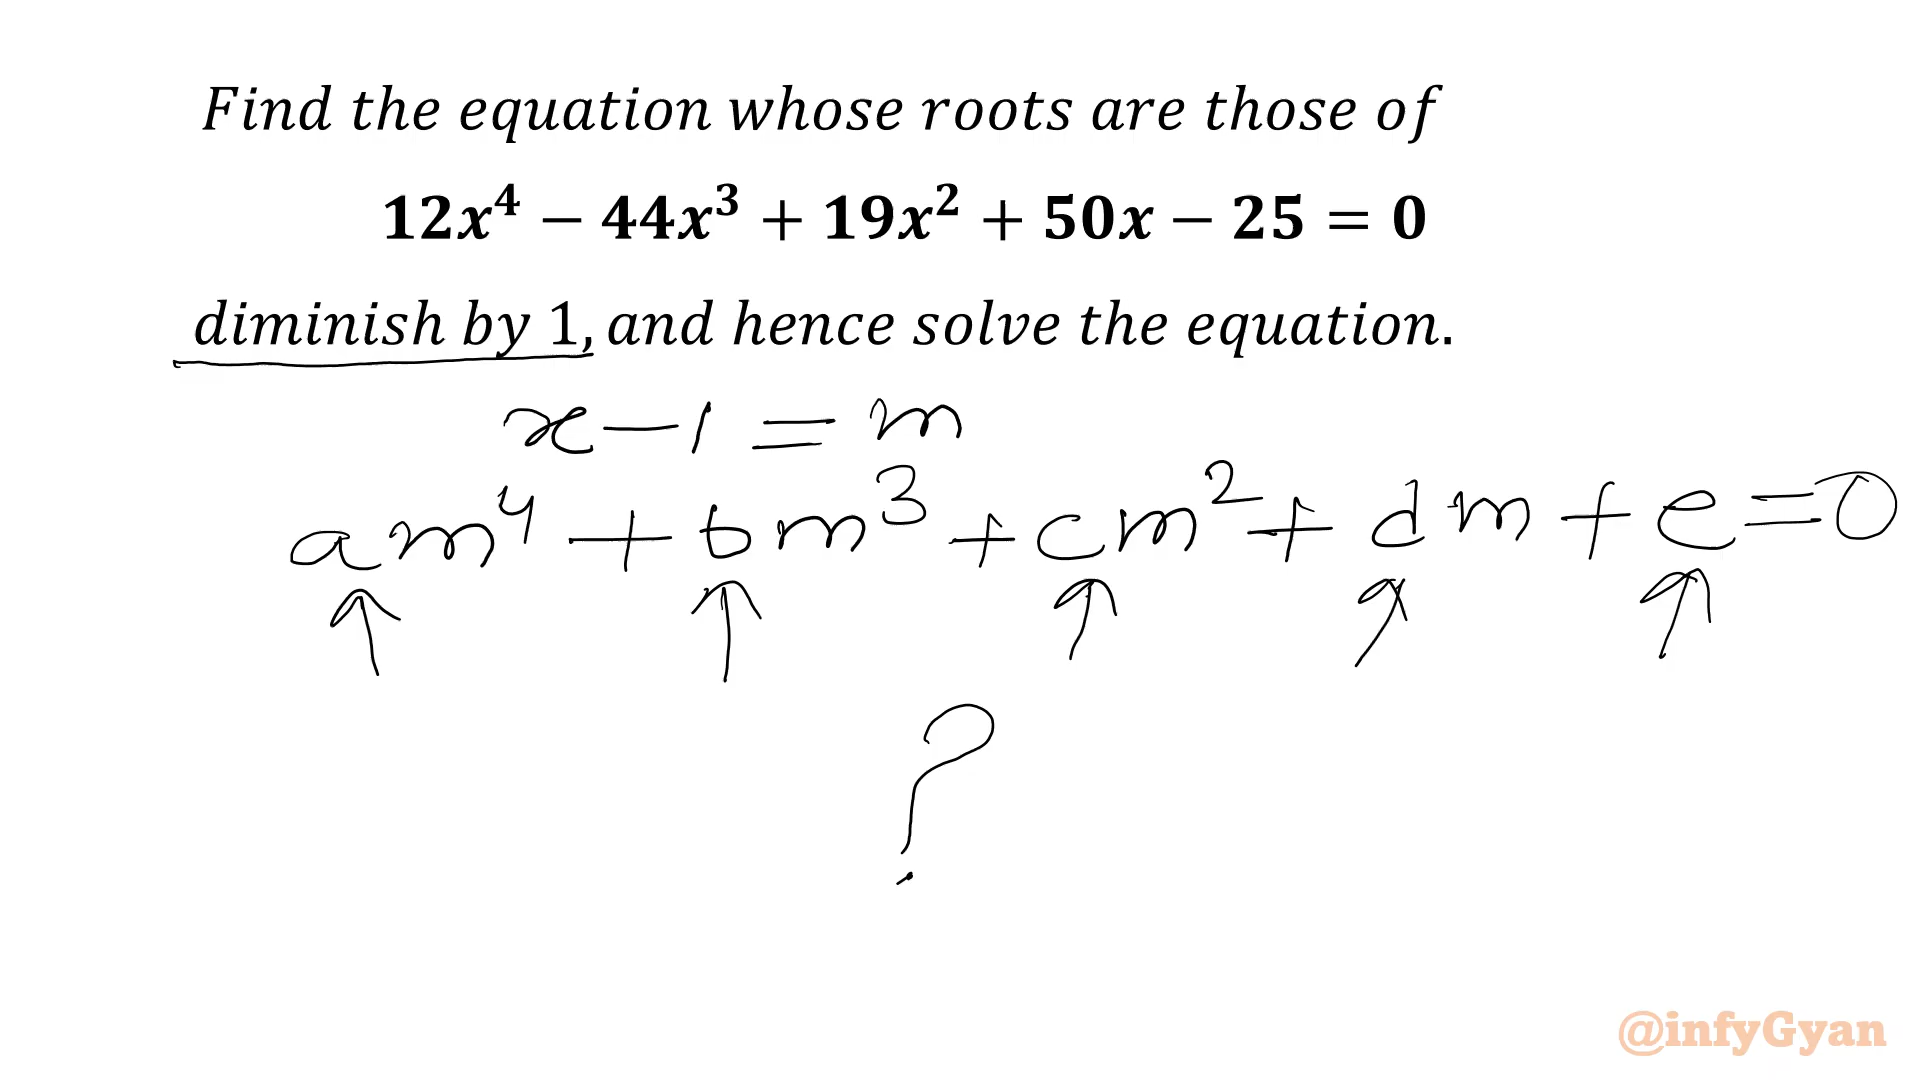 Find the equation whose roots are those of
12x⁴ − 44x³ + 19x² + 50x − 25 = 0
diminish by 1, and hence solve the equation.
x − 1 = m
am⁴ + bm³ + cm² + dm + e = 0
?
@infyGyan